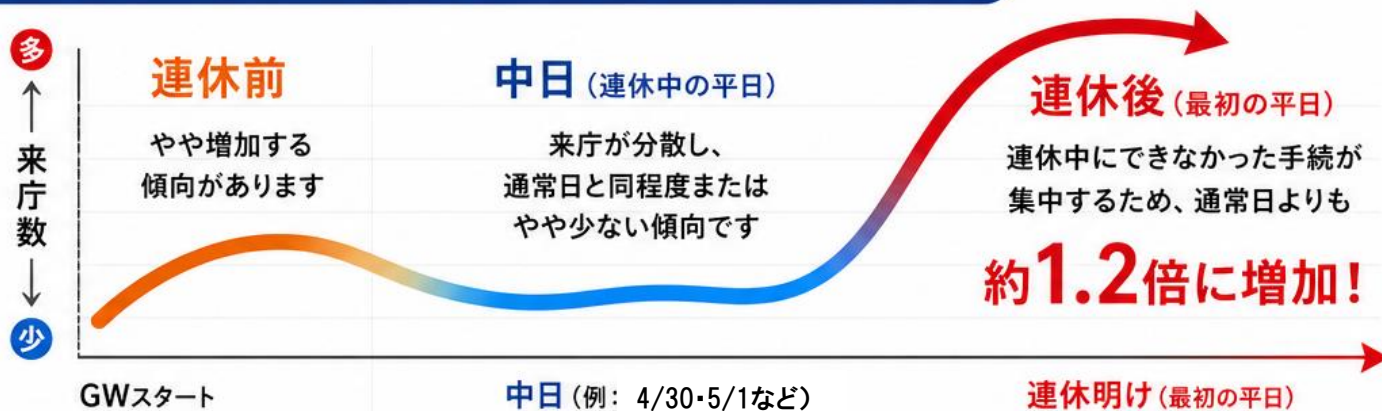 多
来庁数
少
連休前
やや増加する
傾向があります
中日(連休中の平日)
来庁が分散し、
通常日と同程度または
やや少ない傾向です
連休後(最初の平日)
連休中にできなかった手続が
集中するため、通常日よりも
約1.2倍に増加!
GWスタート
中日(例: 4/30・5/1など)
連休明け(最初の平日)